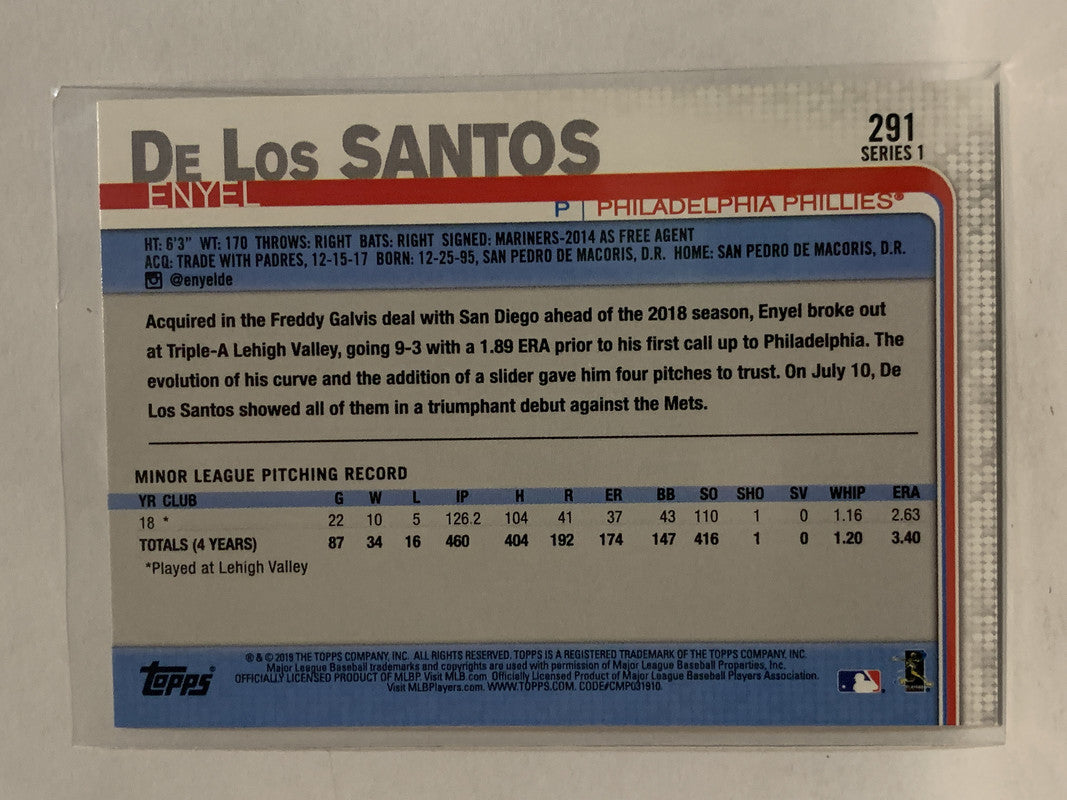 291
SERIES 1
DE LOS SANTOS
ENYEL
P | PHILADELPHIA PHILLIES®
HT: 6'3" WT: 170 THROWS: RIGHT BATS: RIGHT SIGNED: MARINERS-2014 AS FREE AGENT
ACQ: TRADE WITH PADRES, 12-15-17 BORN: 12-25-95, SAN PEDRO DE MACORIS, D.R. HOME: SAN PEDRO DE MACORIS, D.R.
@enyelde
Acquired in the Freddy Galvis deal with San Diego ahead of the 2018 season, Enyel broke out
at Triple-A Lehigh Valley, going 9-3 with a 1.89 ERA prior to his first call up to Philadelphia. The
evolution of his curve and the addition of a slider gave him four pitches to trust. On July 10, De
Los Santos showed all of them in a triumphant debut against the Mets.
MINOR LEAGUE PITCHING RECORD
YR CLUB G W L IP H R ER BB SO SHO SV WHIP ERA
18 * 22 10 5 126.2 104 41 37 43 110 1 0 1.16 2.63
TOTALS (4 YEARS) 87 34 16 460 404 192 174 147 416 1 0 1.20 3.40
*Played at Lehigh Valley
Topps®
® & © 2019 THE TOPPS COMPANY, INC. ALL RIGHTS RESERVED. TOPPS IS A REGISTERED TRADEMARK OF THE TOPPS COMPANY, INC.
Major League Baseball trademarks and copyrights are used with permission of Major League Baseball Properties, Inc.
OFFICIALLY LICENSED PRODUCT OF MLBP. Visit MLB.com Officially Licensed Product of Major League Baseball Players Association.
Visit MLBPlayers.com. WWW.TOPPS.COM. CODE#CMP031910.